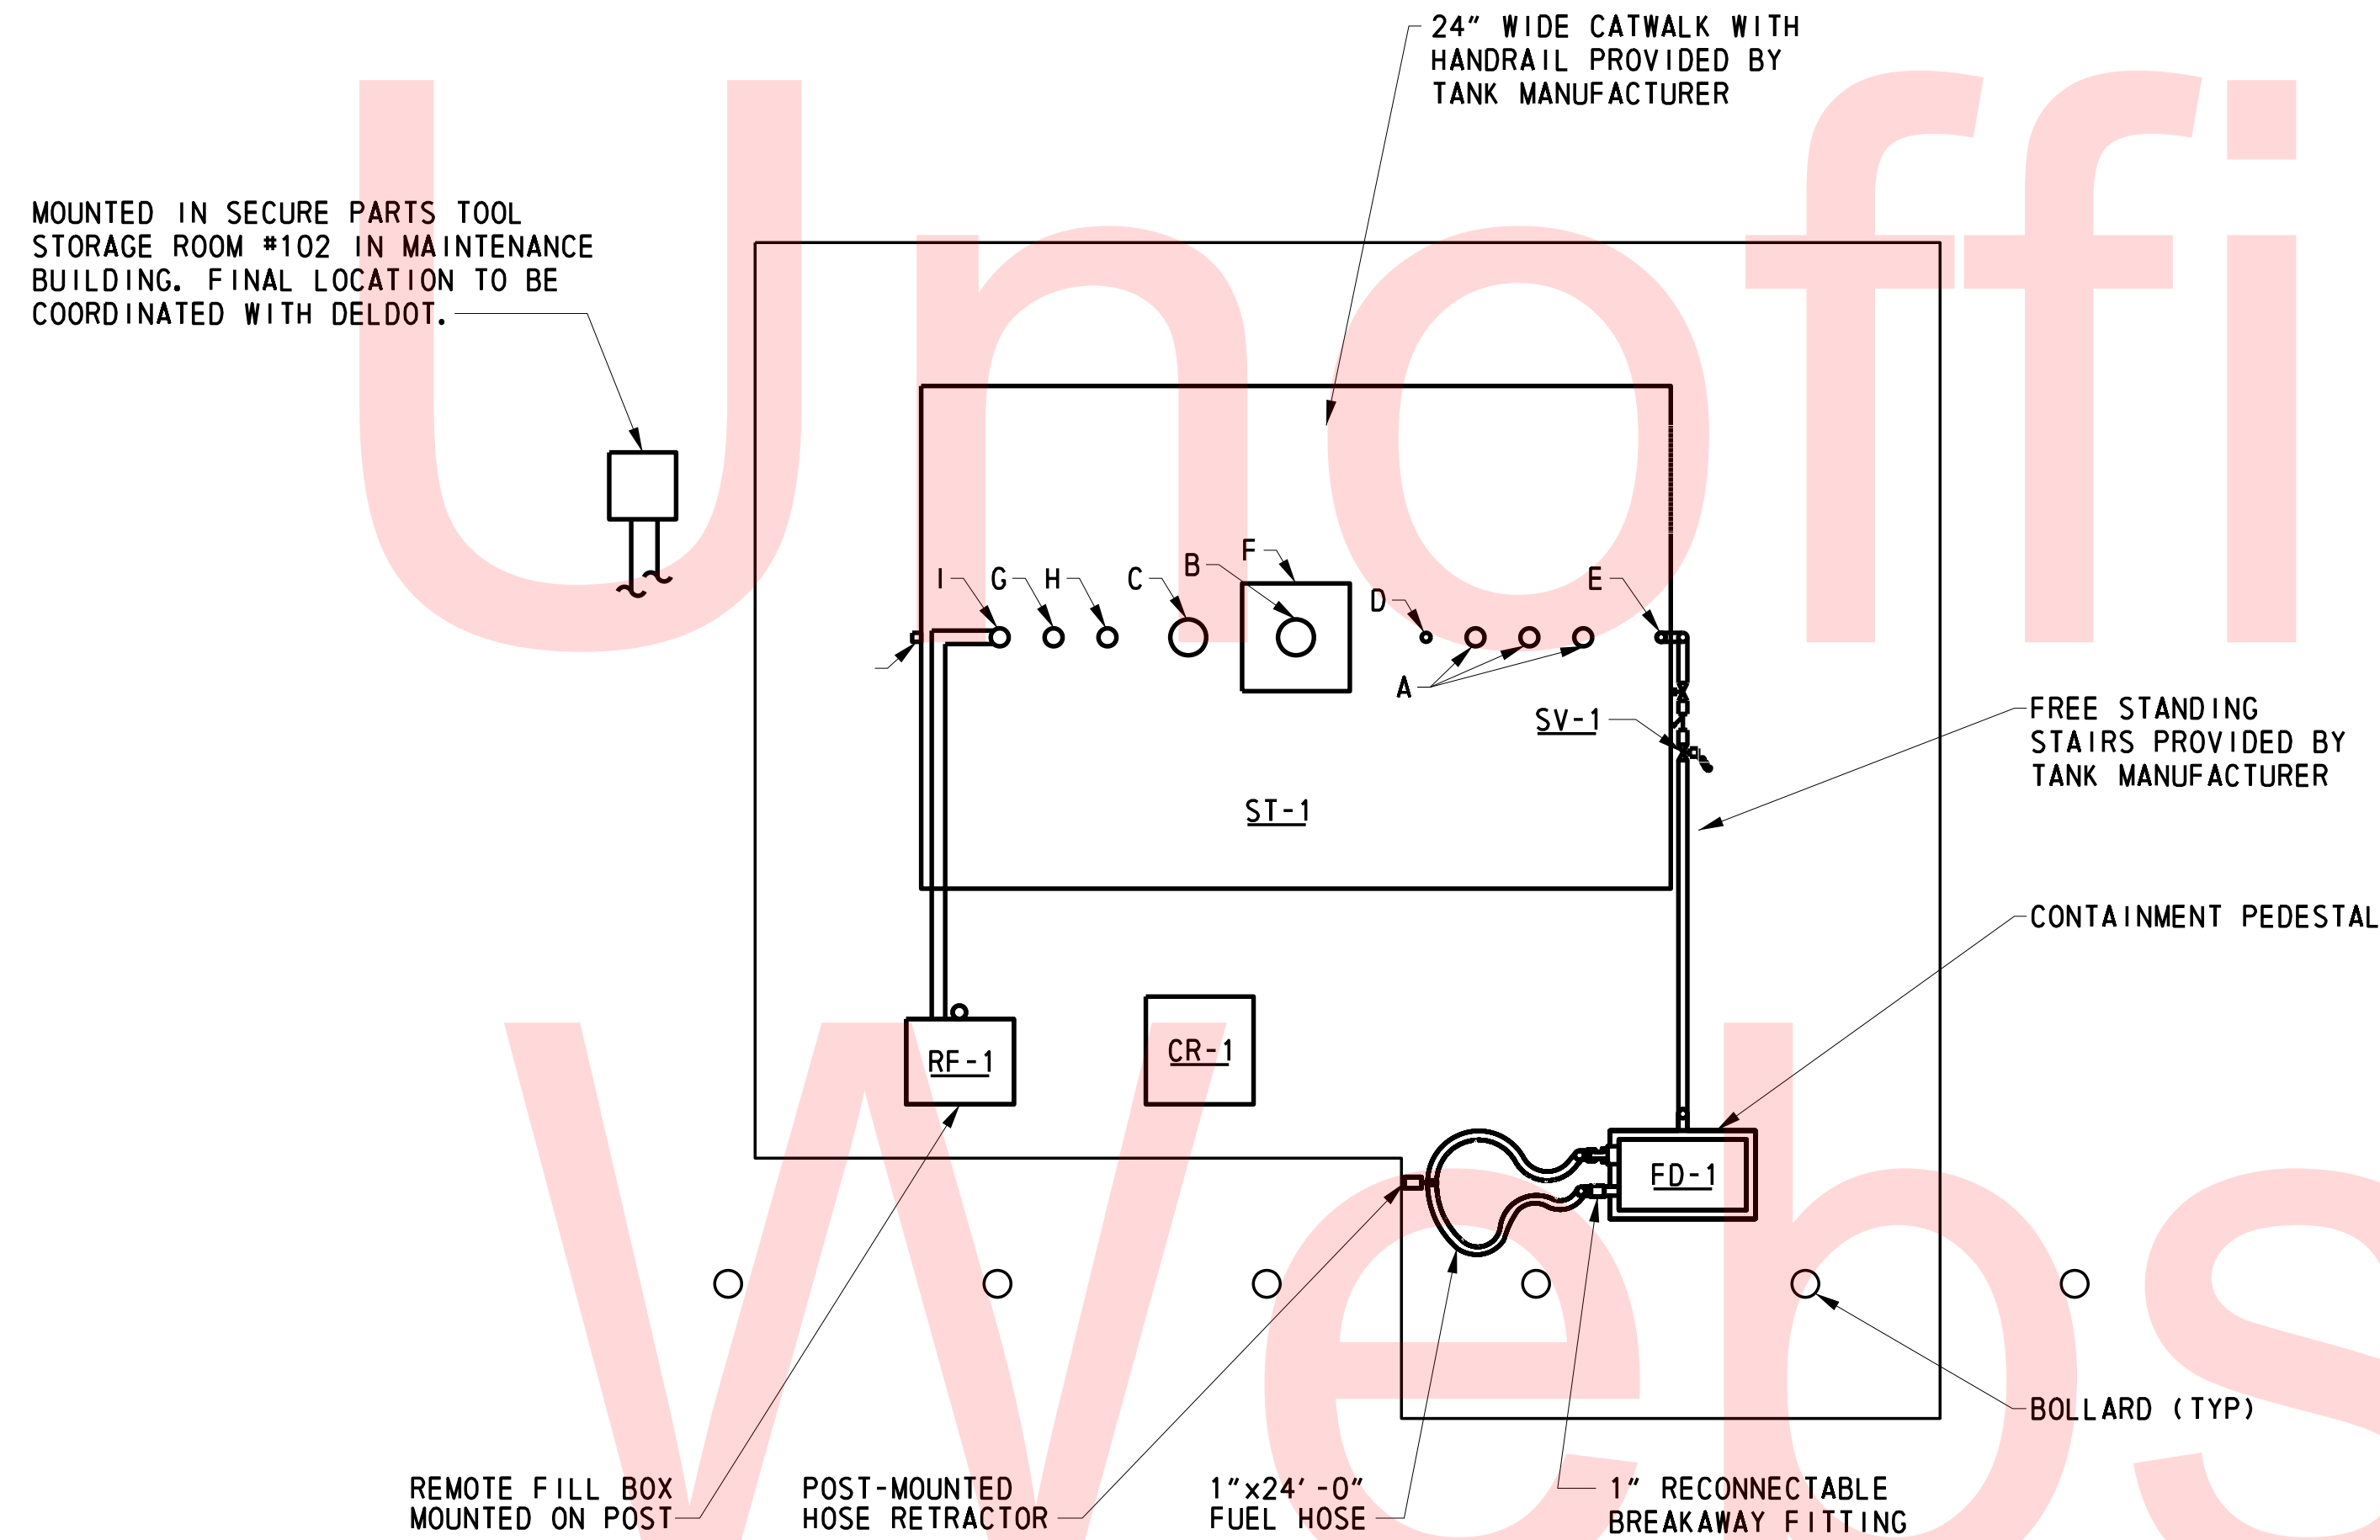 24" WIDE CATWALK WITH
HANDRAIL PROVIDED BY
TANK MANUFACTURER
MOUNTED IN SECURE PARTS TOOL
STORAGE ROOM #102 IN MAINTENANCE
BUILDING. FINAL LOCATION TO BE
COORDINATED WITH DELDOT.
I
G
H
C
B
F
D
E
A
SV-1
ST-1
FREE STANDING
STAIRS PROVIDED BY
TANK MANUFACTURER
CONTAINMENT PEDESTAL
RF-1
CR-1
FD-1
BOLLARD (TYP)
REMOTE FILL BOX
MOUNTED ON POST
POST-MOUNTED
HOSE RETRACTOR
1"x24'-0"
FUEL HOSE
1" RECONNECTABLE
BREAKAWAY FITTING
Unoffi
Webs